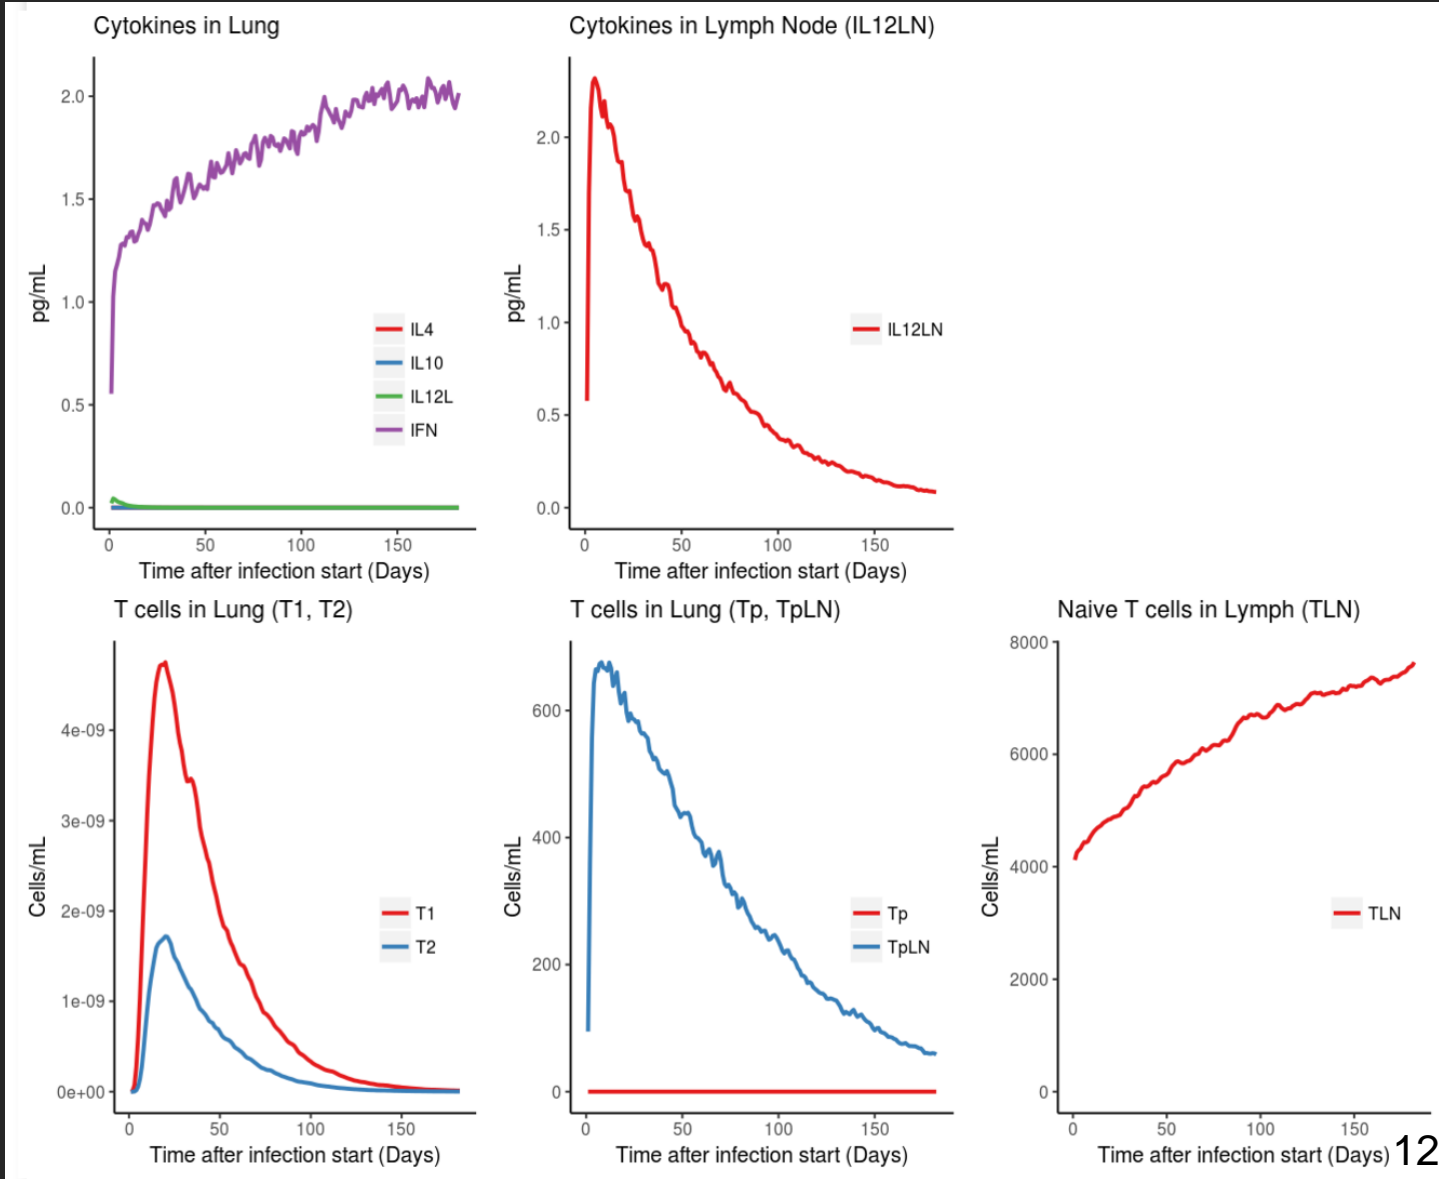 Cytokines in Lung
pg/mL
2.0
1.5
1.0
0.5
0.0
0 50 100 150
Time after infection start (Days)
IL4
IL10
IL12L
IFN
Cytokines in Lymph Node (IL12LN)
pg/mL
2.0
1.5
1.0
0.5
0.0
0 50 100 150
Time after infection start (Days)
IL12LN
T cells in Lung (T1, T2)
Cells/mL
4e-09
3e-09
2e-09
1e-09
0e+00
0 50 100 150
Time after infection start (Days)
T1
T2
T cells in Lung (Tp, TpLN)
Cells/mL
600
400
200
0
0 50 100 150
Time after infection start (Days)
Tp
TpLN
Naive T cells in Lymph (TLN)
Cells/mL
8000
6000
4000
2000
0
0 50 100 150
Time after infection start (Days)
TLN
12